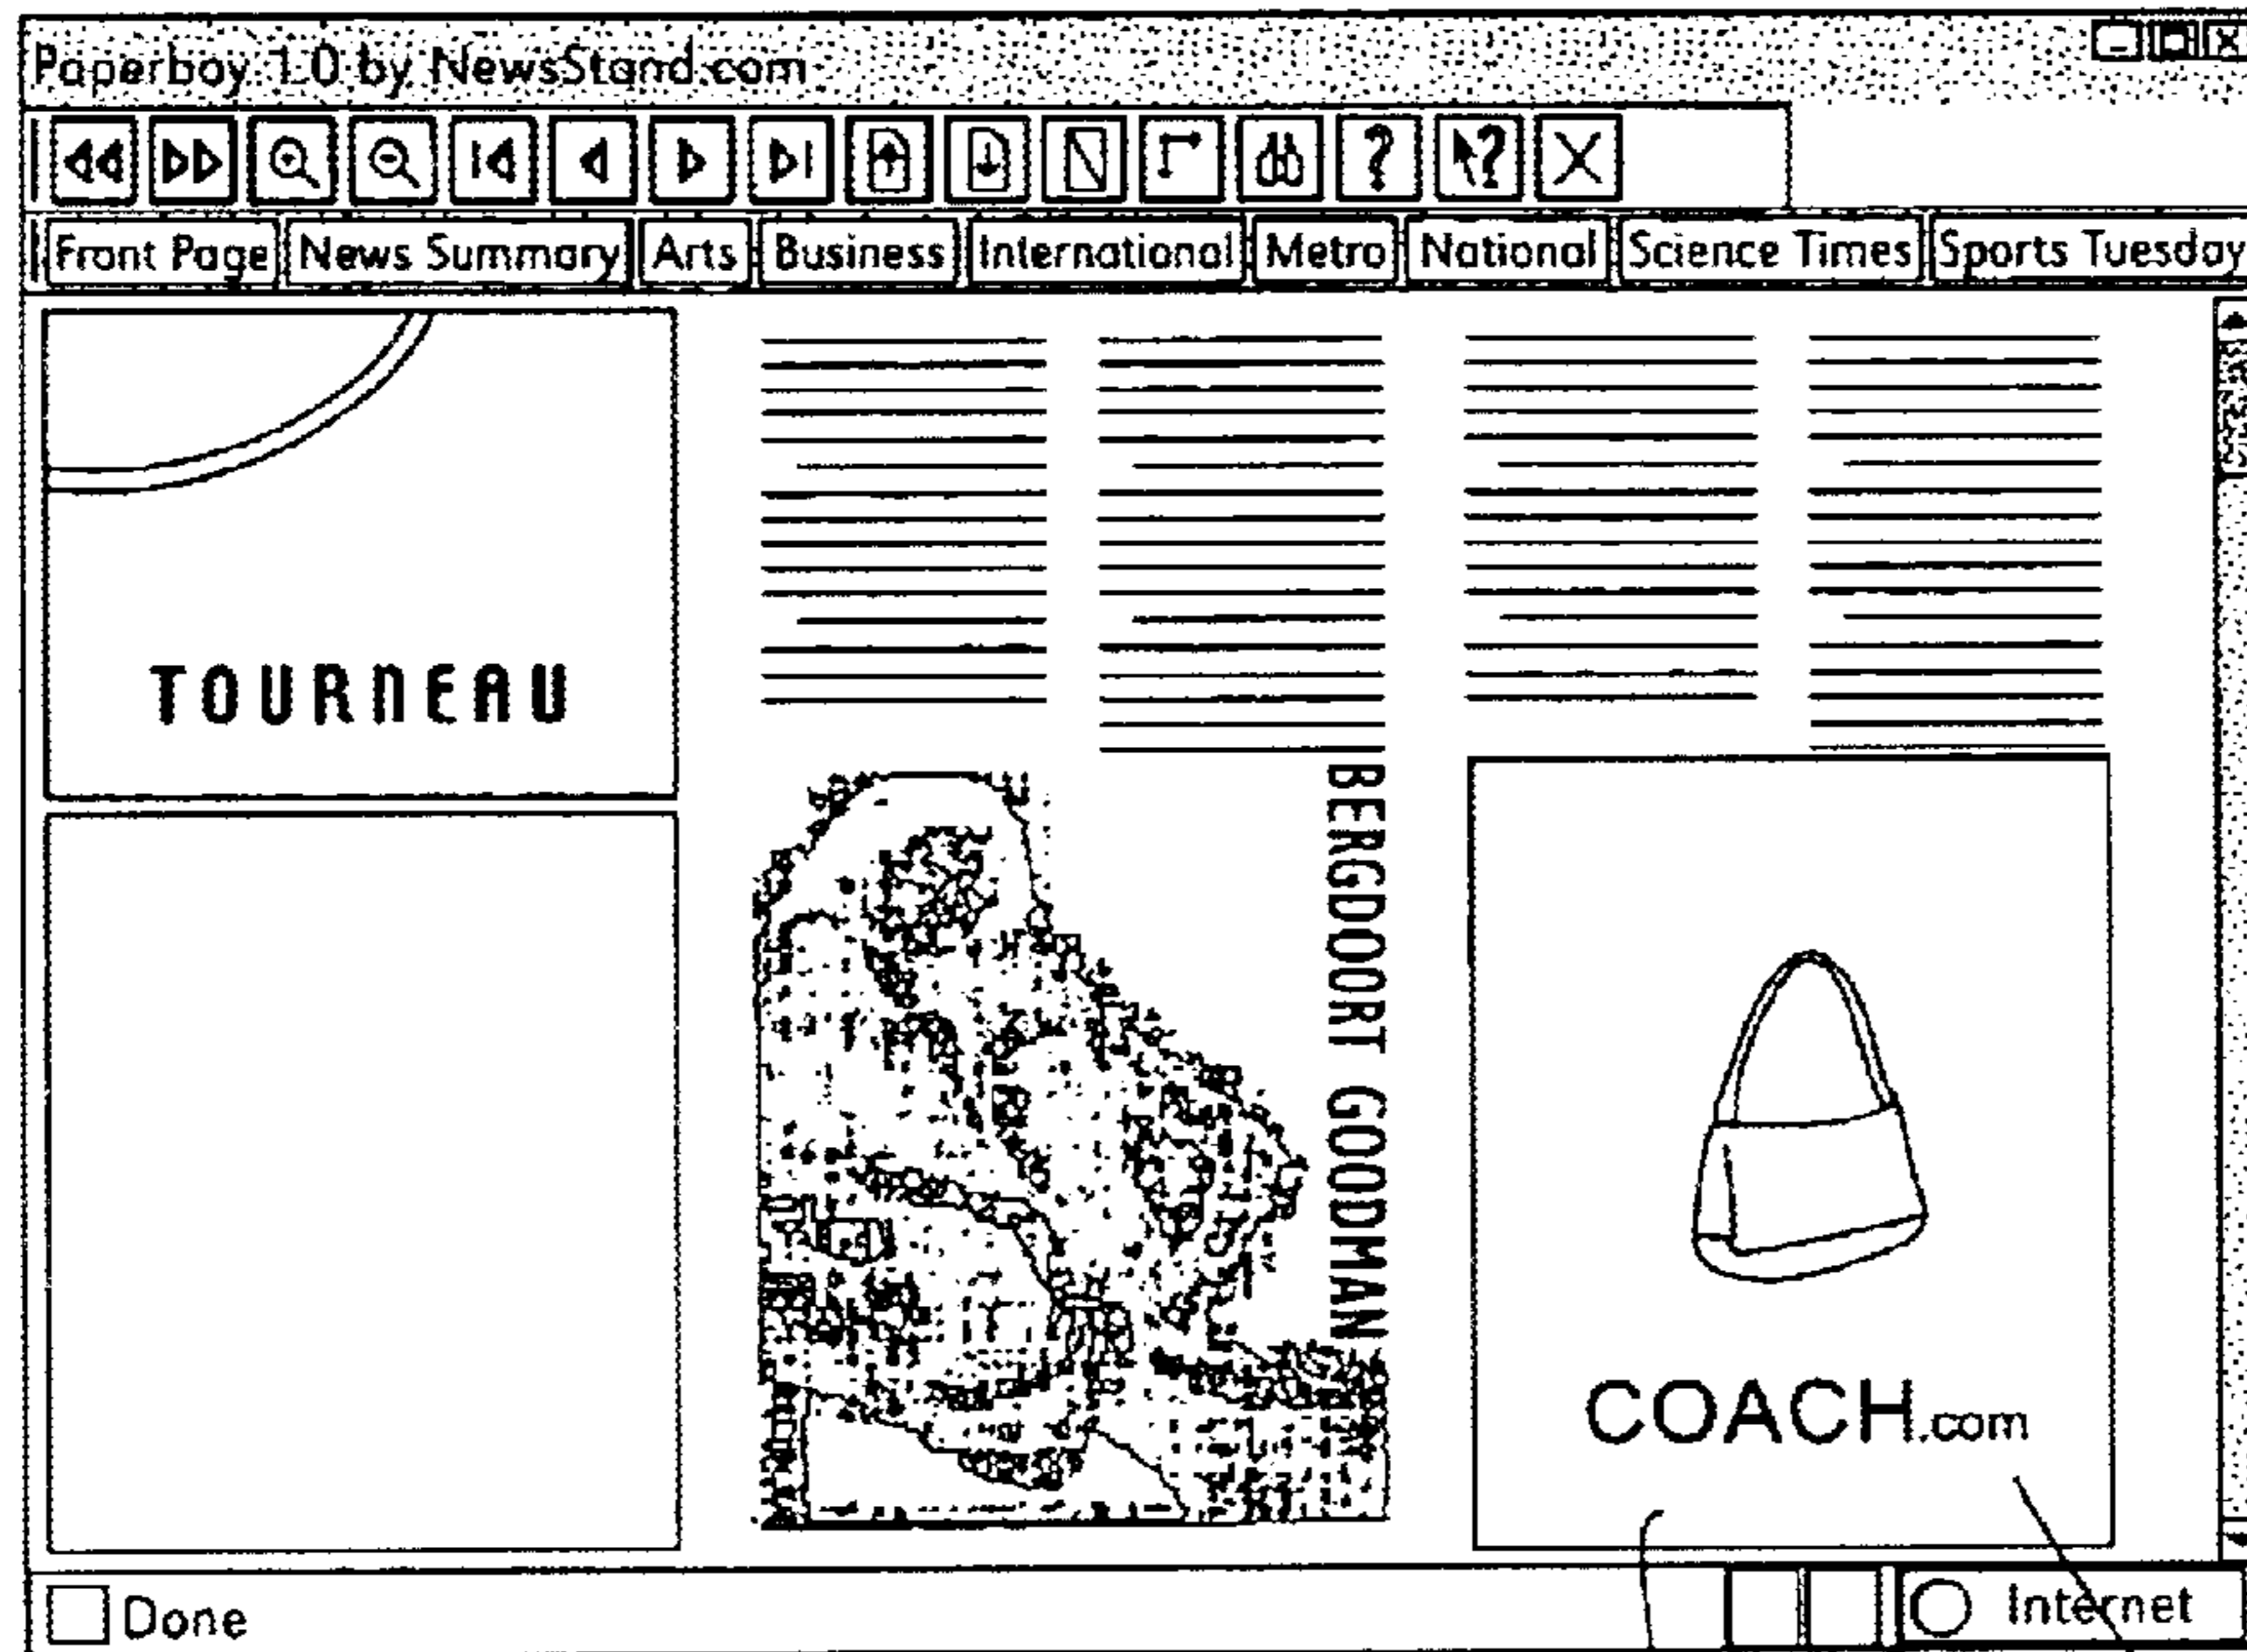 Paperboy 1.0 by NewsStand.com
Front Page News Summary Arts Business International Metro National Science Times Sports Tuesday
TOURNEAU
BERGDOORT GOODMAN
COACH.com
Done
Internet